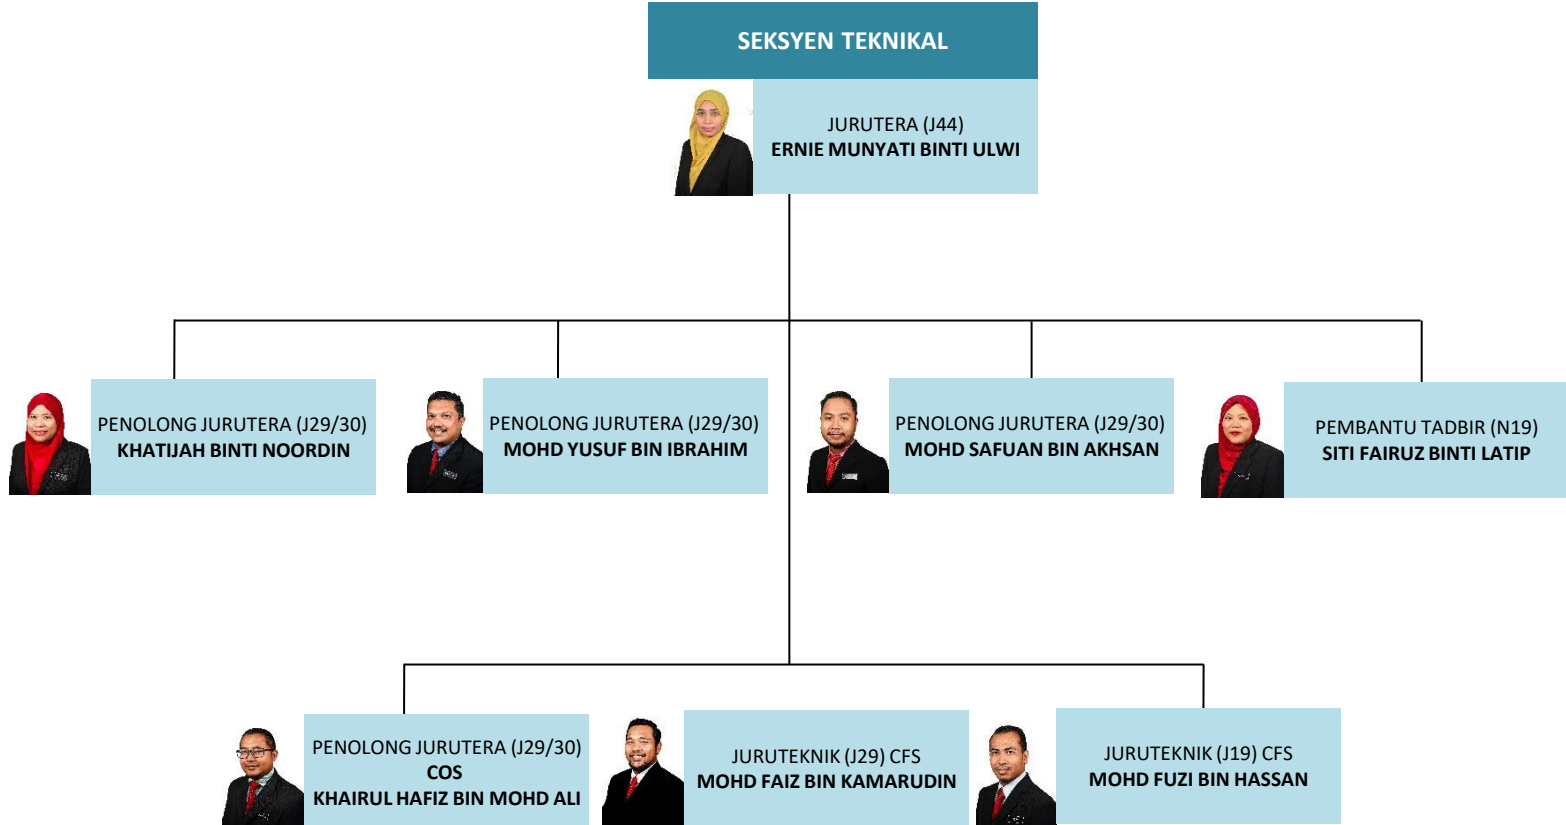 SEKSYEN TEKNIKAL
JURUTERA (J44)
ERNIE MUNYATI BINTI ULWI
PENOLONG JURUTERA (J29/30)
KHATIJAH BINTI NOORDIN
PENOLONG JURUTERA (J29/30)
MOHD YUSUF BIN IBRAHIM
PENOLONG JURUTERA (J29/30)
MOHD SAFUAN BIN AKHSAN
PEMBANTU TADBIR (N19)
SITI FAIRUZ BINTI LATIP
PENOLONG JURUTERA (J29/30)
COS
KHAIRUL HAFIZ BIN MOHD ALI
JURUTEKNIK (J29) CFS
MOHD FAIZ BIN KAMARUDIN
JURUTEKNIK (J19) CFS
MOHD FUZI BIN HASSAN